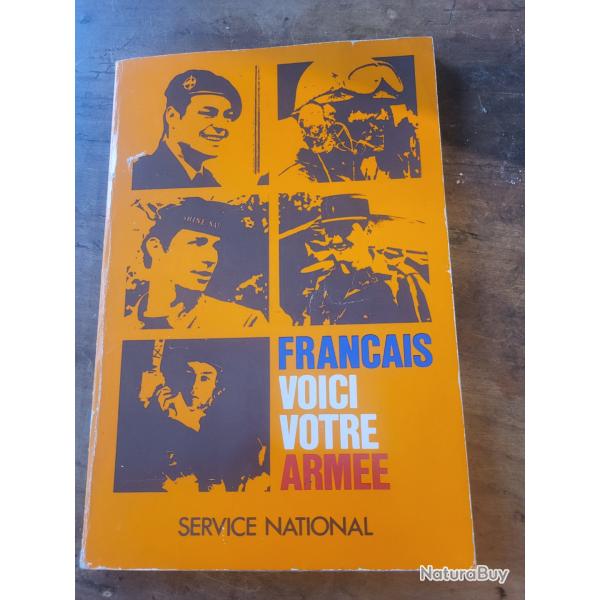 FRANCAIS
VOICI
VOTRE
ARMEE
SERVICE NATIONAL
NaturaBuy